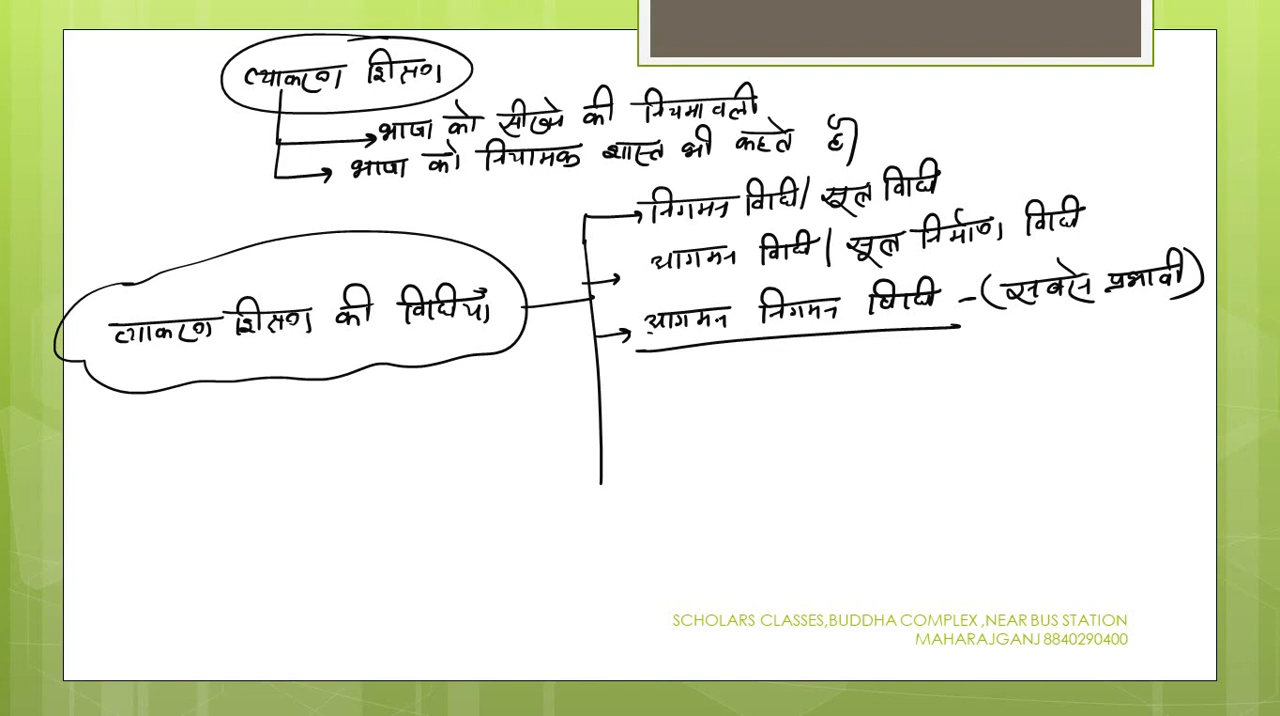 व्याकरण शिक्षण
भाषा को सीखने की नियमावली
भाषा को नियामक शास्त्र भी कहते हैं।
निगमन विधी/ सूत्र विधी
आगमन विधी/ सूत्र निर्माण विधी
व्याकरण शिक्षण की विधीयाँ
आगमन निगमन विधी - (सबसे प्रभावी)
SCHOLARS CLASSES,BUDDHA COMPLEX ,NEAR BUS STATION
MAHARAJGANJ 8840290400